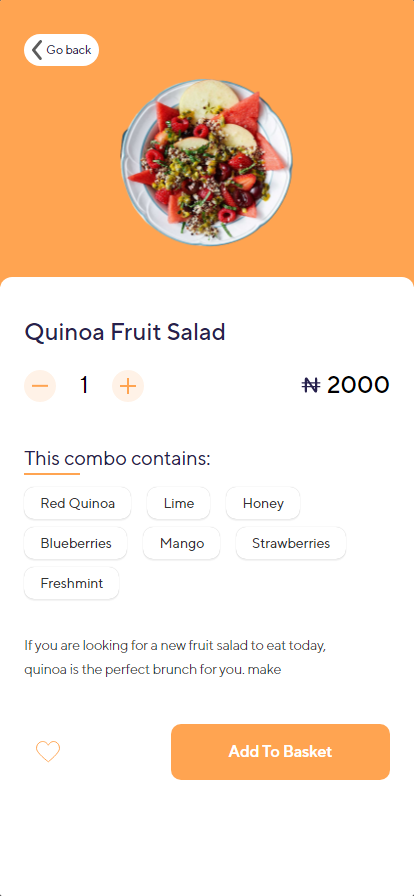 Go back
Quinoa Fruit Salad
1
₦ 2000
This combo contains:
Red Quinoa Lime Honey
Blueberries Mango Strawberries
Freshmint
If you are looking for a new fruit salad to eat today,
quinoa is the perfect brunch for you. make
Add To Basket